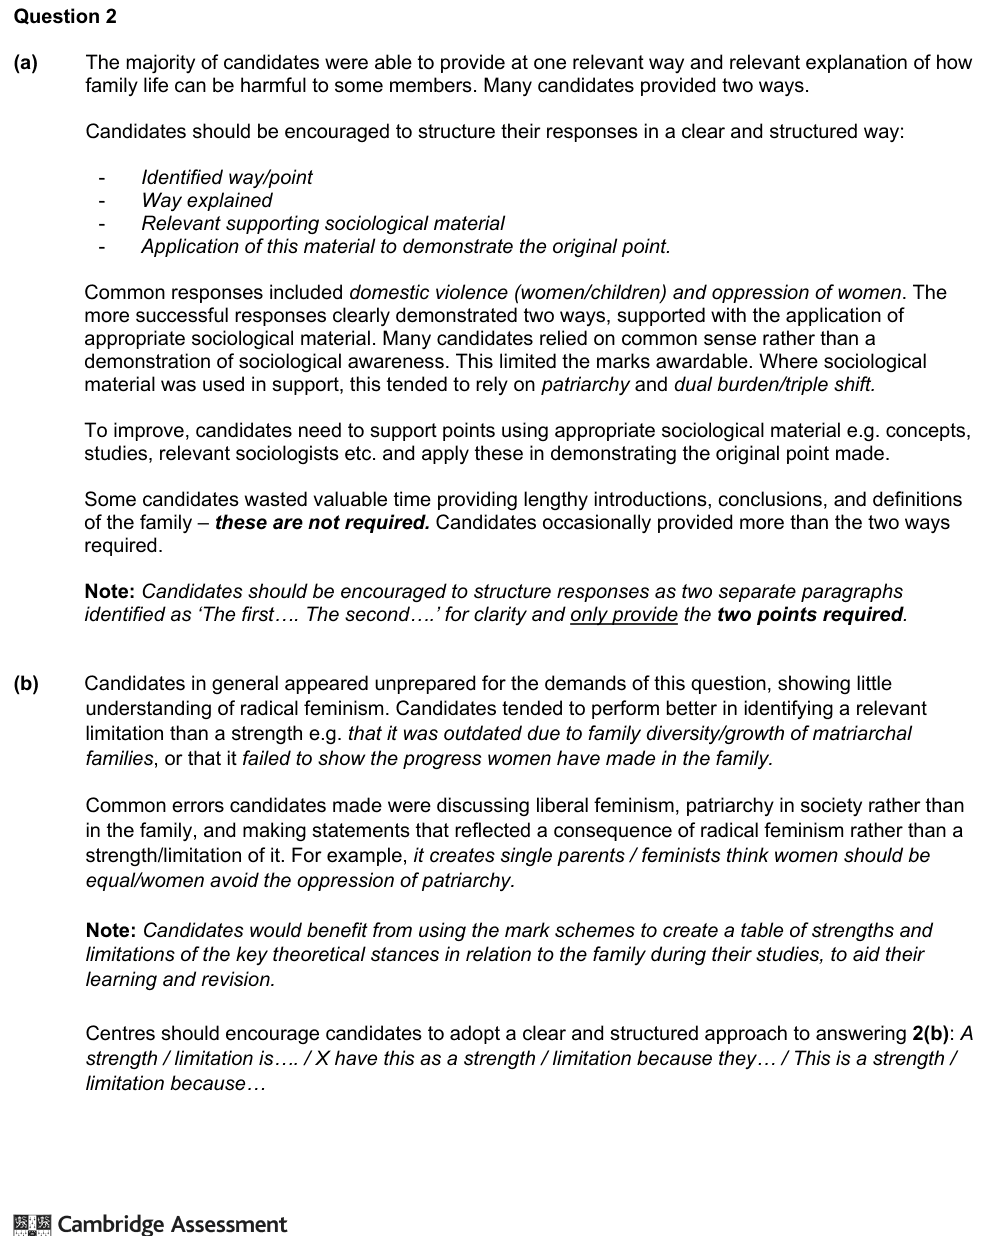 Question 2
(a) The majority of candidates were able to provide at one relevant way and relevant explanation of how
family life can be harmful to some members. Many candidates provided two ways.
Candidates should be encouraged to structure their responses in a clear and structured way:
- Identified way/point
- Way explained
- Relevant supporting sociological material
- Application of this material to demonstrate the original point.
Common responses included domestic violence (women/children) and oppression of women. The
more successful responses clearly demonstrated two ways, supported with the application of
appropriate sociological material. Many candidates relied on common sense rather than a
demonstration of sociological awareness. This limited the marks awardable. Where sociological
material was used in support, this tended to rely on patriarchy and dual burden/triple shift.
To improve, candidates need to support points using appropriate sociological material e.g. concepts,
studies, relevant sociologists etc. and apply these in demonstrating the original point made.
Some candidates wasted valuable time providing lengthy introductions, conclusions, and definitions
of the family – these are not required. Candidates occasionally provided more than the two ways
required.
Note: Candidates should be encouraged to structure responses as two separate paragraphs
identified as ‘The first…. The second….’ for clarity and only provide the two points required.
(b) Candidates in general appeared unprepared for the demands of this question, showing little
understanding of radical feminism. Candidates tended to perform better in identifying a relevant
limitation than a strength e.g. that it was outdated due to family diversity/growth of matriarchal
families, or that it failed to show the progress women have made in the family.
Common errors candidates made were discussing liberal feminism, patriarchy in society rather than
in the family, and making statements that reflected a consequence of radical feminism rather than a
strength/limitation of it. For example, it creates single parents / feminists think women should be
equal/women avoid the oppression of patriarchy.
Note: Candidates would benefit from using the mark schemes to create a table of strengths and
limitations of the key theoretical stances in relation to the family during their studies, to aid their
learning and revision.
Centres should encourage candidates to adopt a clear and structured approach to answering 2(b): A
strength / limitation is…. / X have this as a strength / limitation because they… / This is a strength /
limitation because…
Cambridge Assessment